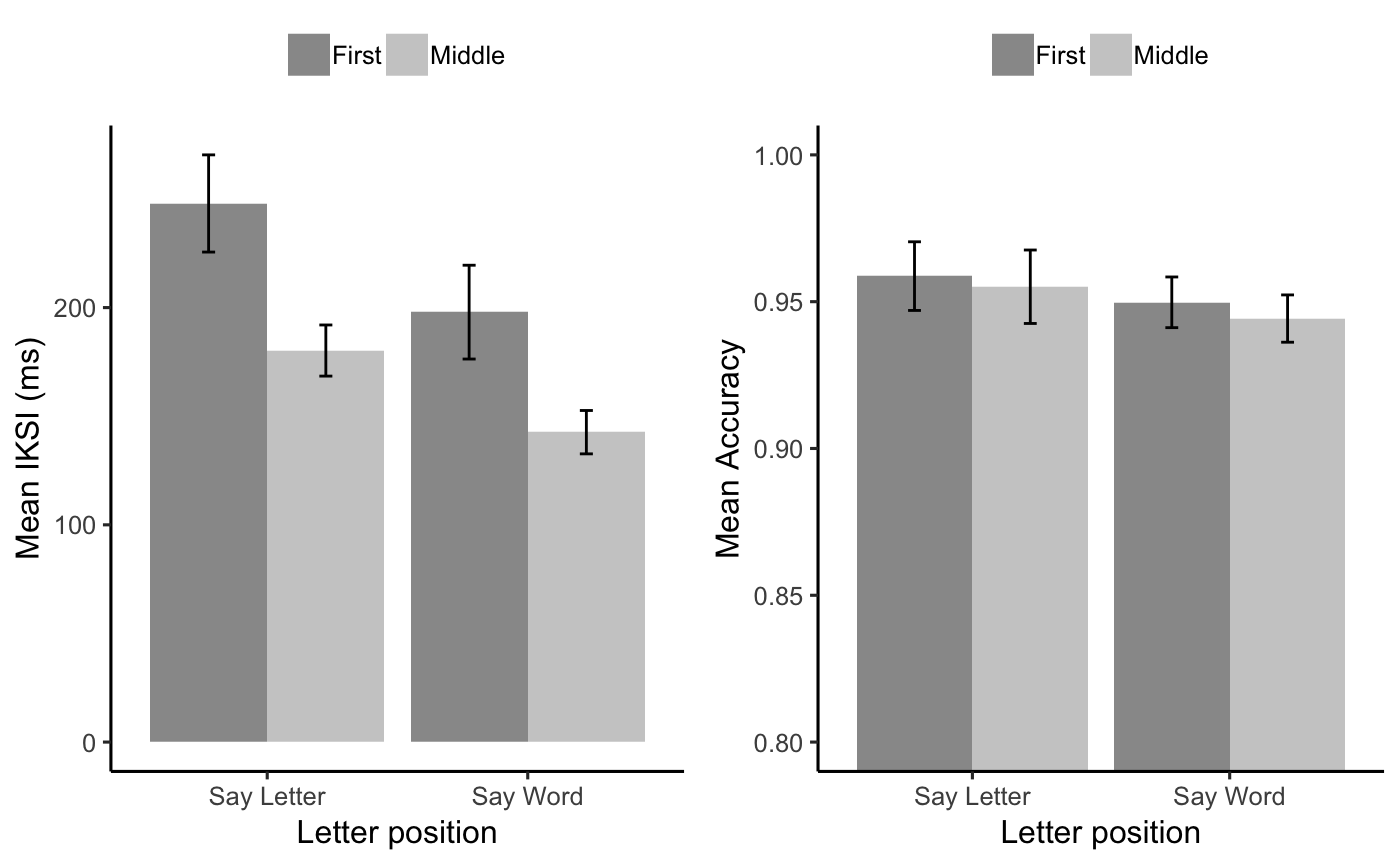 First Middle
Mean IKSI (ms)
200
100
0
Say Letter Say Word
Letter position
First Middle
Mean Accuracy
1.00
0.95
0.90
0.85
0.80
Say Letter Say Word
Letter position